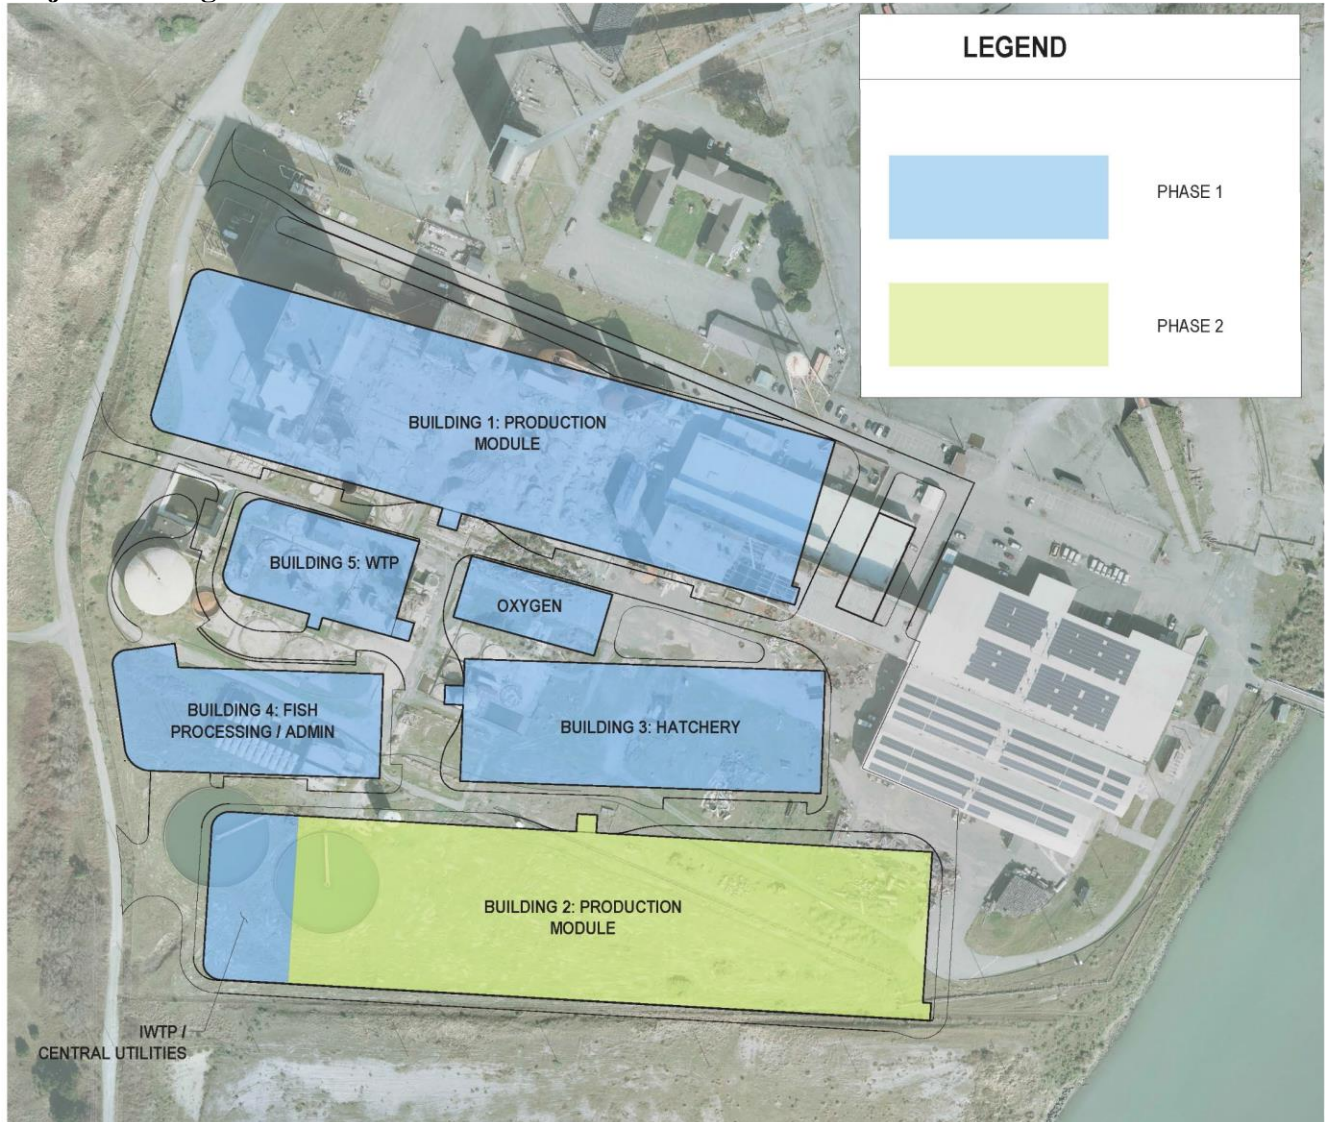 LEGEND
PHASE 1
PHASE 2
BUILDING 1: PRODUCTION
MODULE
BUILDING 5: WTP
OXYGEN
BUILDING 4: FISH
PROCESSING / ADMIN
BUILDING 3: HATCHERY
BUILDING 2: PRODUCTION
MODULE
IWTP /
CENTRAL UTILITIES